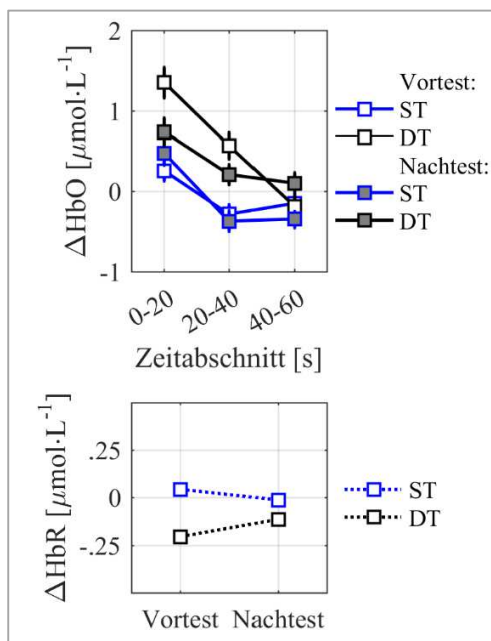 2
1
0
-1
ΔHbO [μmol·L⁻¹]
0-20
20-40
40-60
Zeitabschnitt [s]
Vortest:
ST
DT
Nachtest:
ST
DT
.25
0
-.25
ΔHbR [μmol·L⁻¹]
Vortest Nachtest
ST
DT